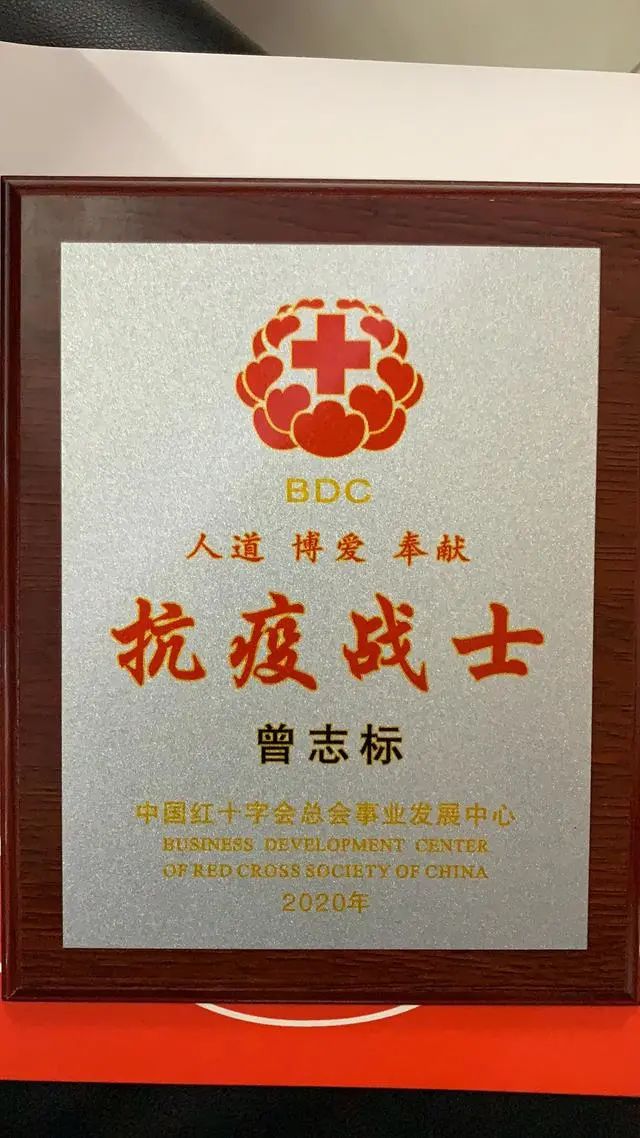 BDC
人道 博爱 奉献
抗疫战士
曾志标
中国红十字会总会事业发展中心
BUSINESS DEVELOPMENT CENTER
OF RED CROSS SOCIETY OF CHINA
2020年